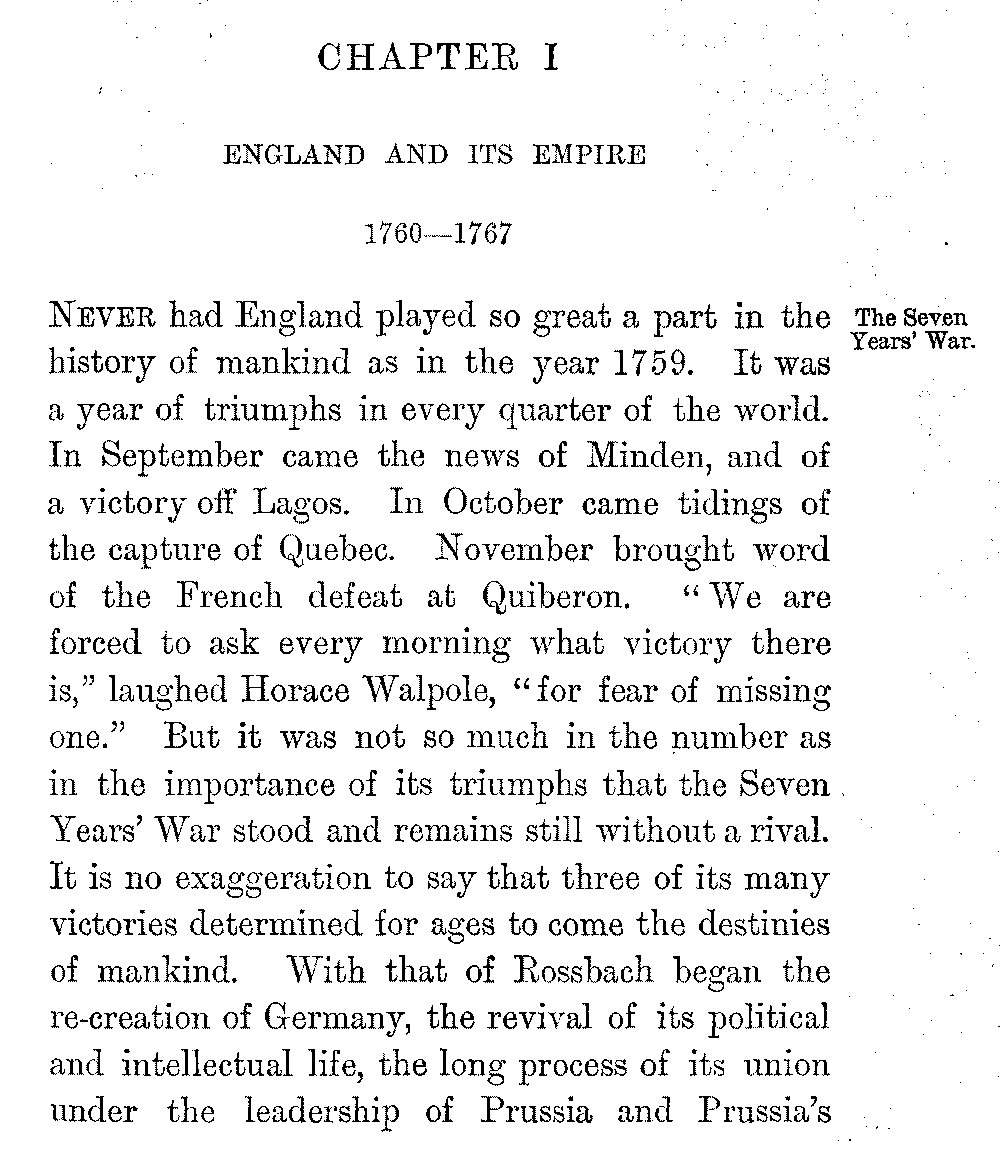 CHAPTER I
ENGLAND AND ITS EMPIRE
1760—1767
NEVER had England played so great a part in the
The Seven
Years' War.
history of mankind as in the year 1759. It was
a year of triumphs in every quarter of the world.
In September came the news of Minden, and of
a victory off Lagos. In October came tidings of
the capture of Quebec. November brought word
of the French defeat at Quiberon. "We are
forced to ask every morning what victory there
is," laughed Horace Walpole, "for fear of missing
one." But it was not so much in the number as
in the importance of its triumphs that the Seven
Years' War stood and remains still without a rival.
It is no exaggeration to say that three of its many
victories determined for ages to come the destinies
of mankind. With that of Rossbach began the
re-creation of Germany, the revival of its political
and intellectual life, the long process of its union
under the leadership of Prussia and Prussia's